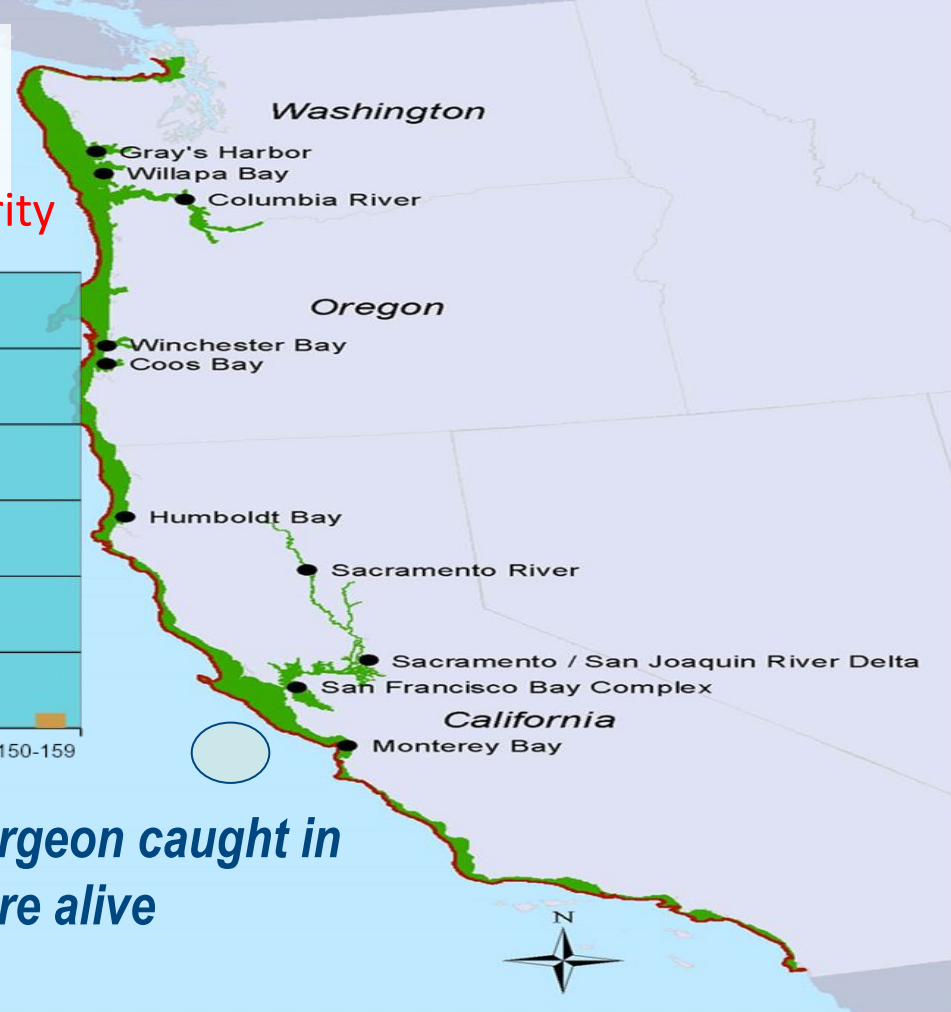 Washington
Gray's Harbor
Willapa Bay
Columbia River
rity
Oregon
Winchester Bay
Coos Bay
Humboldt Bay
Sacramento River
Sacramento / San Joaquin River Delta
San Francisco Bay Complex
California
150-159
Monterey Bay
rgeon caught in
re alive
N